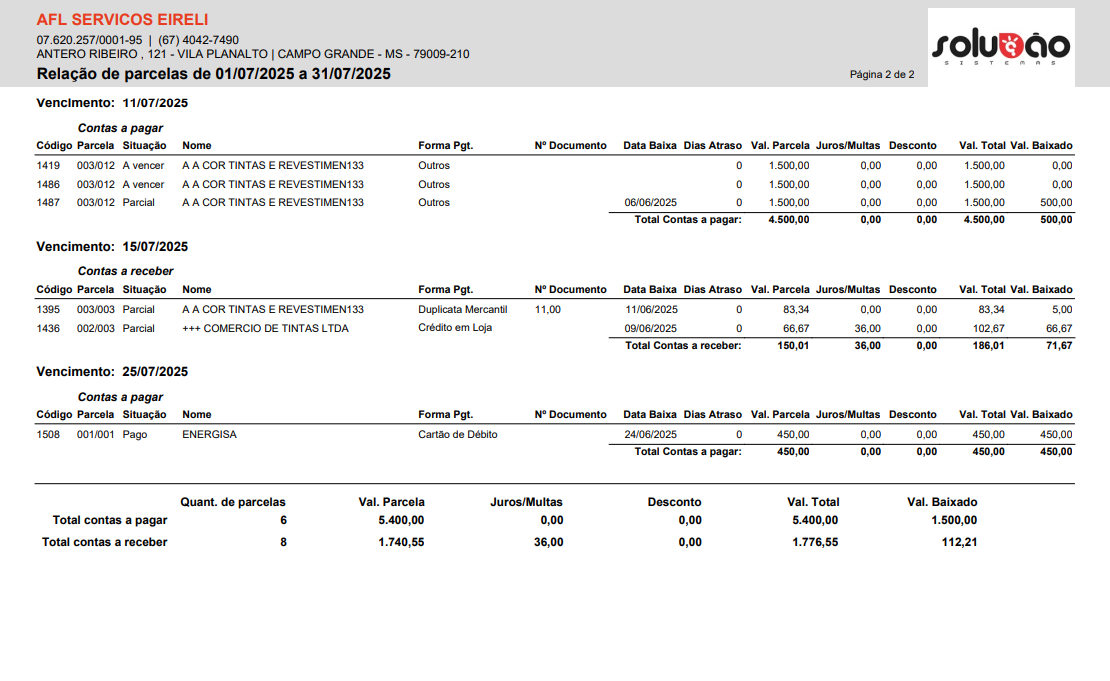 AFL SERVICOS EIRELI
07.620.257/0001-95 | (67) 4042-7490
ANTERO RIBEIRO , 121 - VILA PLANALTO | CAMPO GRANDE - MS - 79009-210
Relação de parcelas de 01/07/2025 a 31/07/2025
Página 2 de 2
solução
SISTEMAS
Vencimento: 11/07/2025
Contas a pagar
Código Parcela Situação Nome Forma Pgt. Nº Documento Data Baixa Dias Atraso Val. Parcela Juros/Multas Desconto Val. Total Val. Baixado
1419 003/012 A vencer A A COR TINTAS E REVESTIMEN133 Outros 0 1.500,00 0,00 0,00 1.500,00 0,00
1486 003/012 A vencer A A COR TINTAS E REVESTIMEN133 Outros 0 1.500,00 0,00 0,00 1.500,00 0,00
1487 003/012 Parcial A A COR TINTAS E REVESTIMEN133 Outros 06/06/2025 0 1.500,00 0,00 0,00 1.500,00 500,00
Total Contas a pagar: 4.500,00 0,00 0,00 4.500,00 500,00
Vencimento: 15/07/2025
Contas a receber
Código Parcela Situação Nome Forma Pgt. Nº Documento Data Baixa Dias Atraso Val. Parcela Juros/Multas Desconto Val. Total Val. Baixado
1395 003/003 Parcial A A COR TINTAS E REVESTIMEN133 Duplicata Mercantil 11,00 11/06/2025 0 83,34 0,00 0,00 83,34 5,00
1436 002/003 Parcial +++ COMERCIO DE TINTAS LTDA Crédito em Loja 09/06/2025 0 66,67 36,00 0,00 102,67 66,67
Total Contas a receber: 150,01 36,00 0,00 186,01 71,67
Vencimento: 25/07/2025
Contas a pagar
Código Parcela Situação Nome Forma Pgt. Nº Documento Data Baixa Dias Atraso Val. Parcela Juros/Multas Desconto Val. Total Val. Baixado
1508 001/001 Pago ENERGISA Cartão de Débito 24/06/2025 0 450,00 0,00 0,00 450,00 450,00
Total Contas a pagar: 450,00 0,00 0,00 450,00 450,00
Quant. de parcelas Val. Parcela Juros/Multas Desconto Val. Total Val. Baixado
Total contas a pagar 6 5.400,00 0,00 0,00 5.400,00 1.500,00
Total contas a receber 8 1.740,55 36,00 0,00 1.776,55 112,21